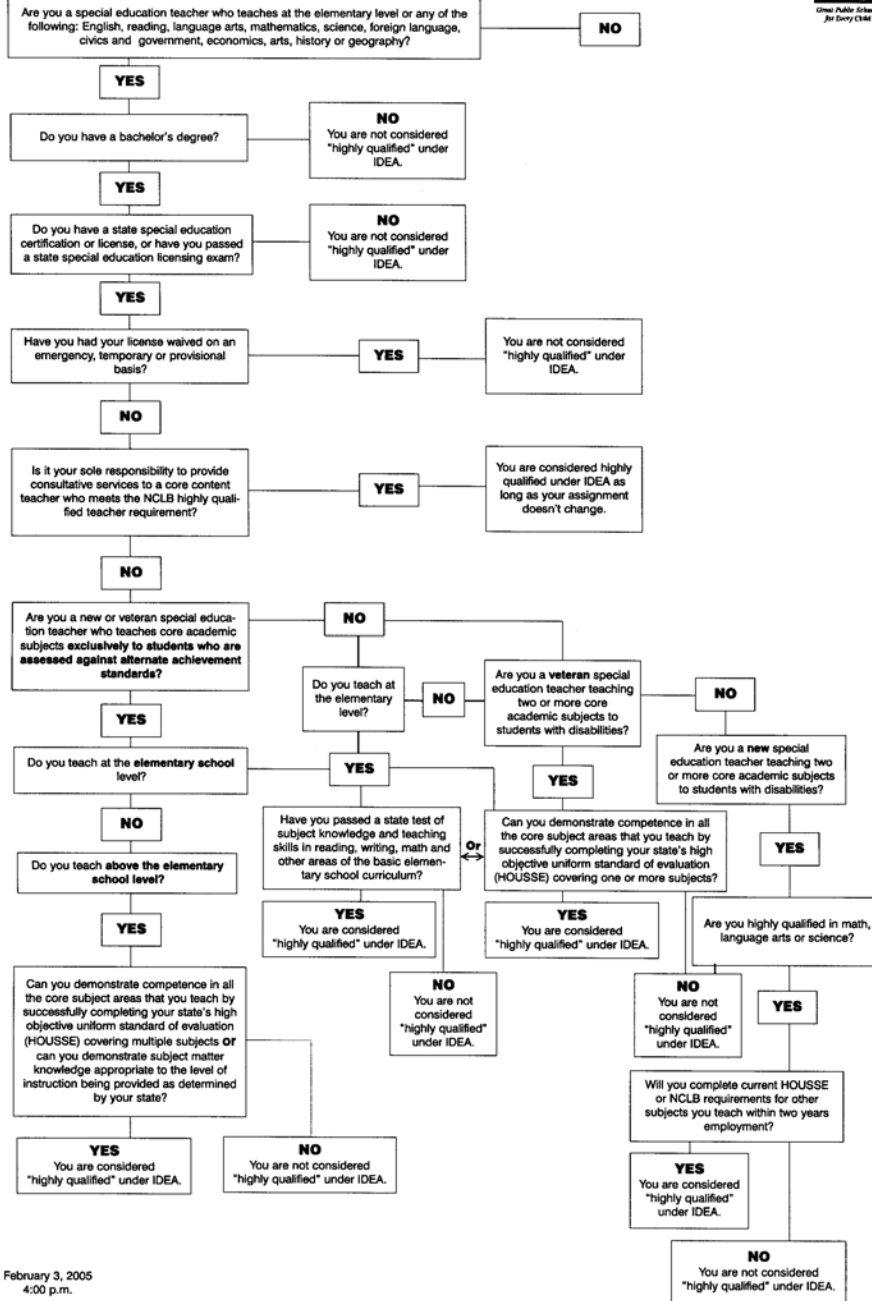 Are you a special education teacher who teaches at the elementary level or any of the
following: English, reading, language arts, mathematics, science, foreign language,
civics and government, economics, arts, history or geography?
NO
Great Public Schools
for Every Child
YES
Do you have a bachelor's degree?
NO
You are not considered
"highly qualified" under
IDEA.
YES
Do you have a state special education
certification or license, or have you passed
a state special education licensing exam?
NO
You are not considered
"highly qualified" under
IDEA.
YES
Have you had your license waived on an
emergency, temporary or provisional
basis?
YES
You are not considered
"highly qualified" under
IDEA.
NO
Is it your sole responsibility to provide
consultative services to a core content
teacher who meets the NCLB highly quali-
fied teacher requirement?
YES
You are considered highly
qualified under IDEA as
long as your assignment
doesn't change.
NO
Are you a new or veteran special educa-
tion teacher who teaches core academic
subjects exclusively to students who are
assessed against alternate achievement
standards?
NO
Do you teach at
the elementary
level?
NO
Are you a veteran special
education teacher teaching
two or more core
academic subjects to
students with disabilities?
NO
Are you a new special
education teacher teaching two
or more core academic subjects
to students with disabilities?
YES
Do you teach at the elementary school
level?
YES
YES
Have you passed a state test of
subject knowledge and teaching
skills in reading, writing, math and
other areas of the basic elemen-
tary school curriculum?
Or
Can you demonstrate competence in all
the core subject areas that you teach by
successfully completing your state's high
objective uniform standard of evaluation
(HOUSSE) covering one or more subjects?
YES
NO
Do you teach above the elementary
school level?
YES
You are considered
"highly qualified" under IDEA.
YES
You are considered
"highly qualified" under IDEA.
Are you highly qualified in math,
language arts or science?
YES
NO
You are not
considered
"highly qualified"
under IDEA.
NO
You are not
considered
"highly qualified"
under IDEA.
YES
Can you demonstrate competence in all
the core subject areas that you teach by
successfully completing your state's high
objective uniform standard of evaluation
(HOUSSE) covering multiple subjects or
can you demonstrate subject matter
knowledge appropriate to the level of
instruction being provided as determined
by your state?
Will you complete current HOUSSE
or NCLB requirements for other
subjects you teach within two years
employment?
YES
You are considered
"highly qualified" under IDEA.
NO
You are not considered
"highly qualified" under IDEA.
YES
You are considered
"highly qualified"
under IDEA.
NO
You are not considered
"highly qualified" under IDEA.
February 3, 2005
4:00 p.m.